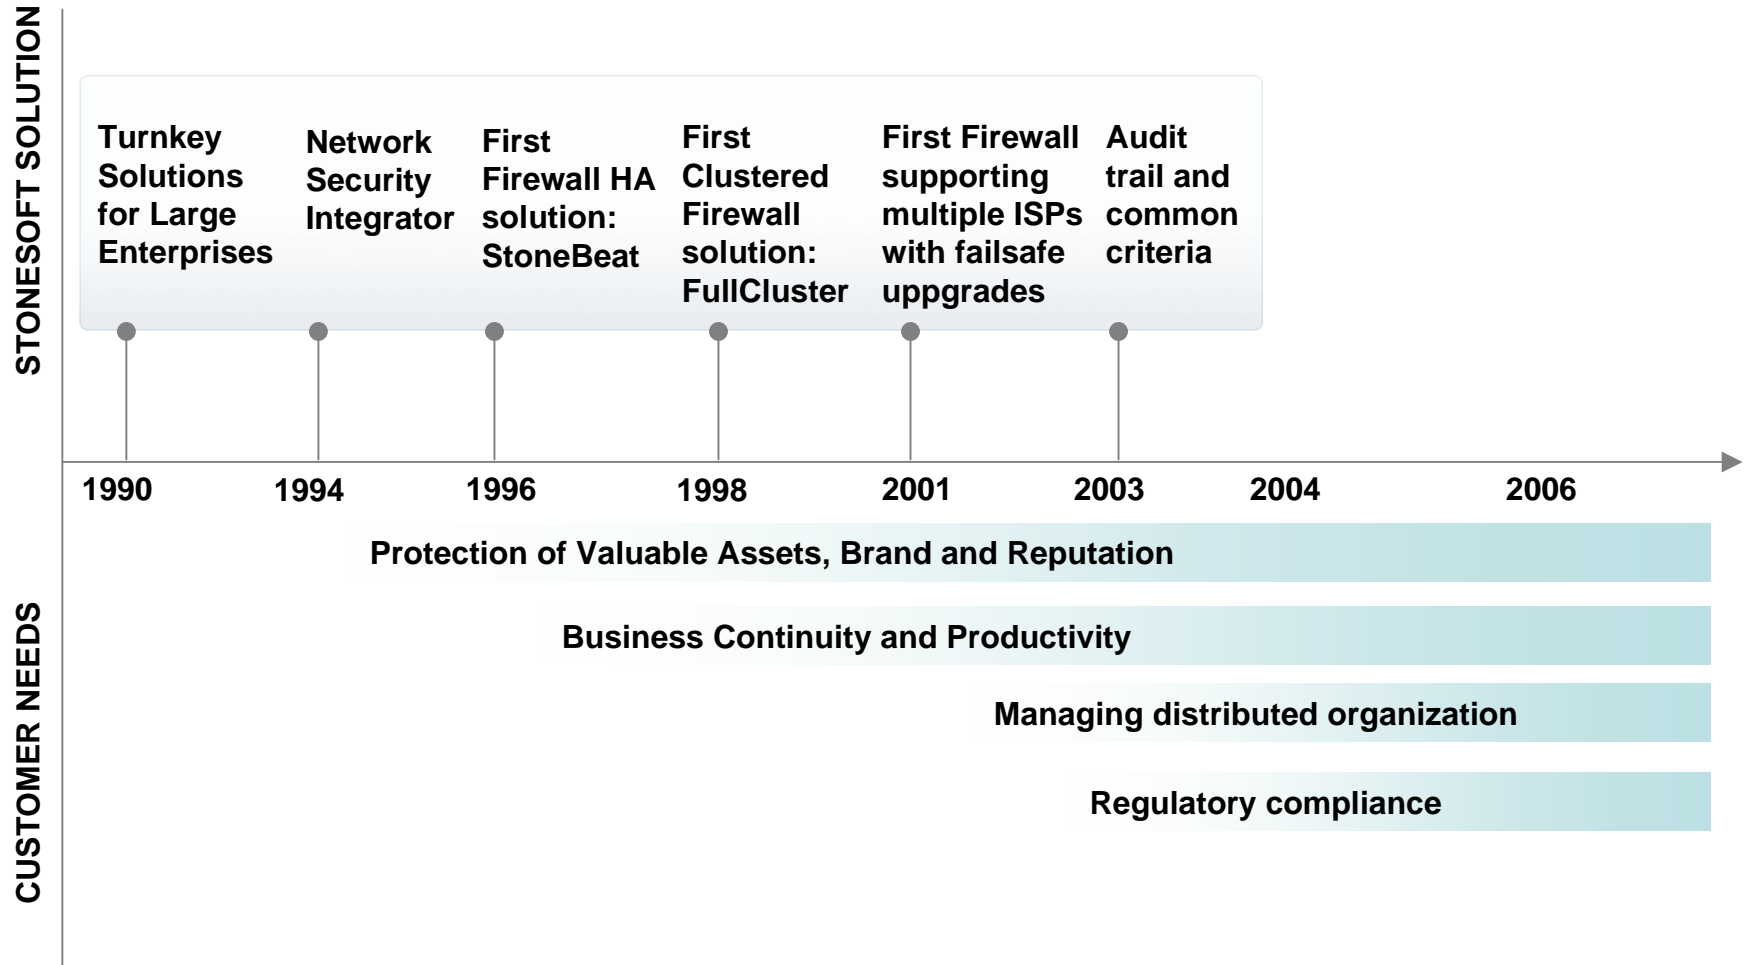 STONESOFT SOLUTION
Turnkey
Solutions
for Large
Enterprises
Network
Security
Integrator
First
Firewall HA
solution:
StoneBeat
First
Clustered
Firewall
solution:
FullCluster
First Firewall
supporting
multiple ISPs
with failsafe
uppgrades
Audit
trail and
common
criteria
1990 1994 1996 1998 2001 2003 2004 2006
CUSTOMER NEEDS
Protection of Valuable Assets, Brand and Reputation
Business Continuity and Productivity
Managing distributed organization
Regulatory compliance